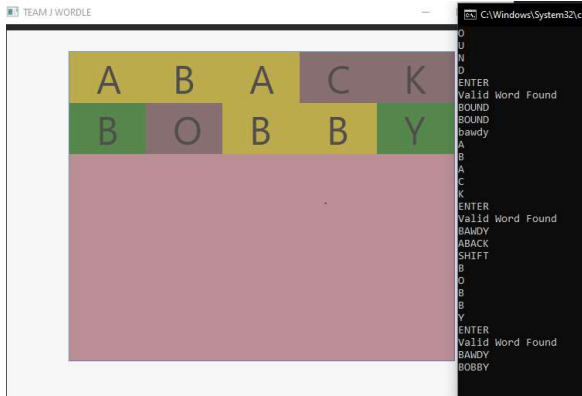 TEAM J WORDLE
A B A C K
B O B B Y
C:\Windows\System32\c
O
U
N
D
ENTER
Valid Word Found
BOUND
BOUND
bawdy
A
B
A
C
K
ENTER
Valid Word Found
BAWDY
ABACK
SHIFT
B
O
B
B
Y
ENTER
Valid Word Found
BAWDY
BOBBY